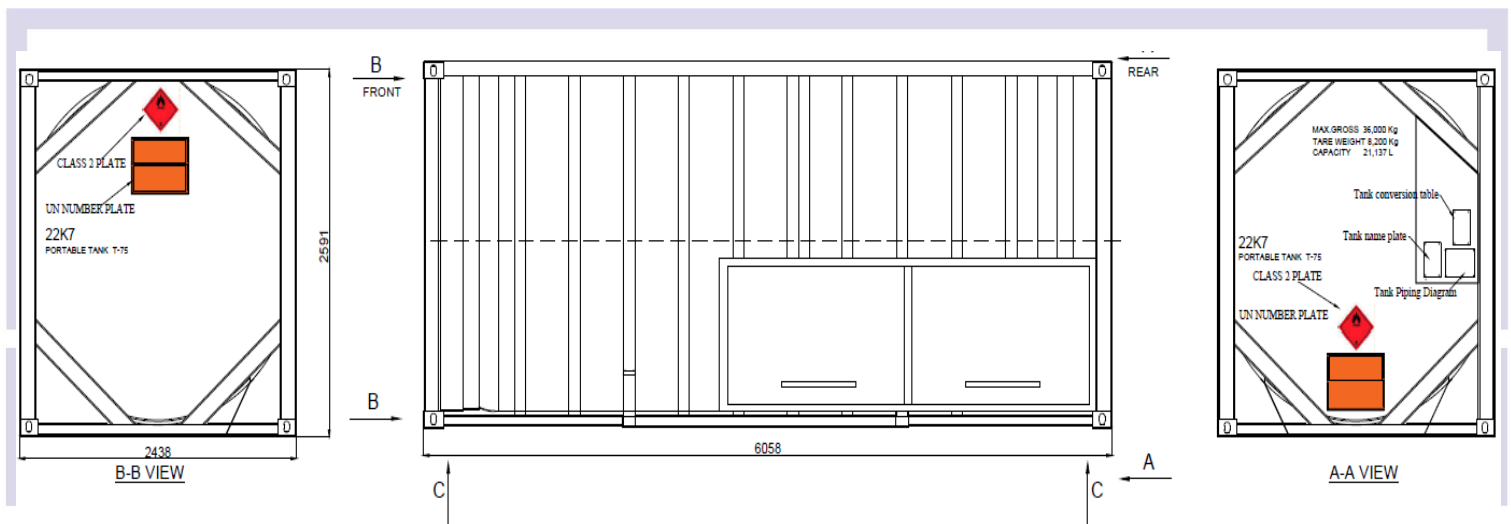 CLASS 2 PLATE
UN NUMBER PLATE
22K7
PORTABLE TANK T-75
2591
2438
B-B VIEW
B
FRONT
REAR
B
6058
C
C
A
MAX.GROSS 36,000 Kg
TARE WEIGHT 8,200 Kg
CAPACITY 21,137 L
Tank conversion table
Tank name plate
22K7
PORTABLE TANK T-75
CLASS 2 PLATE
Tank Piping Diagram
UN NUMBER PLATE
A-A VIEW